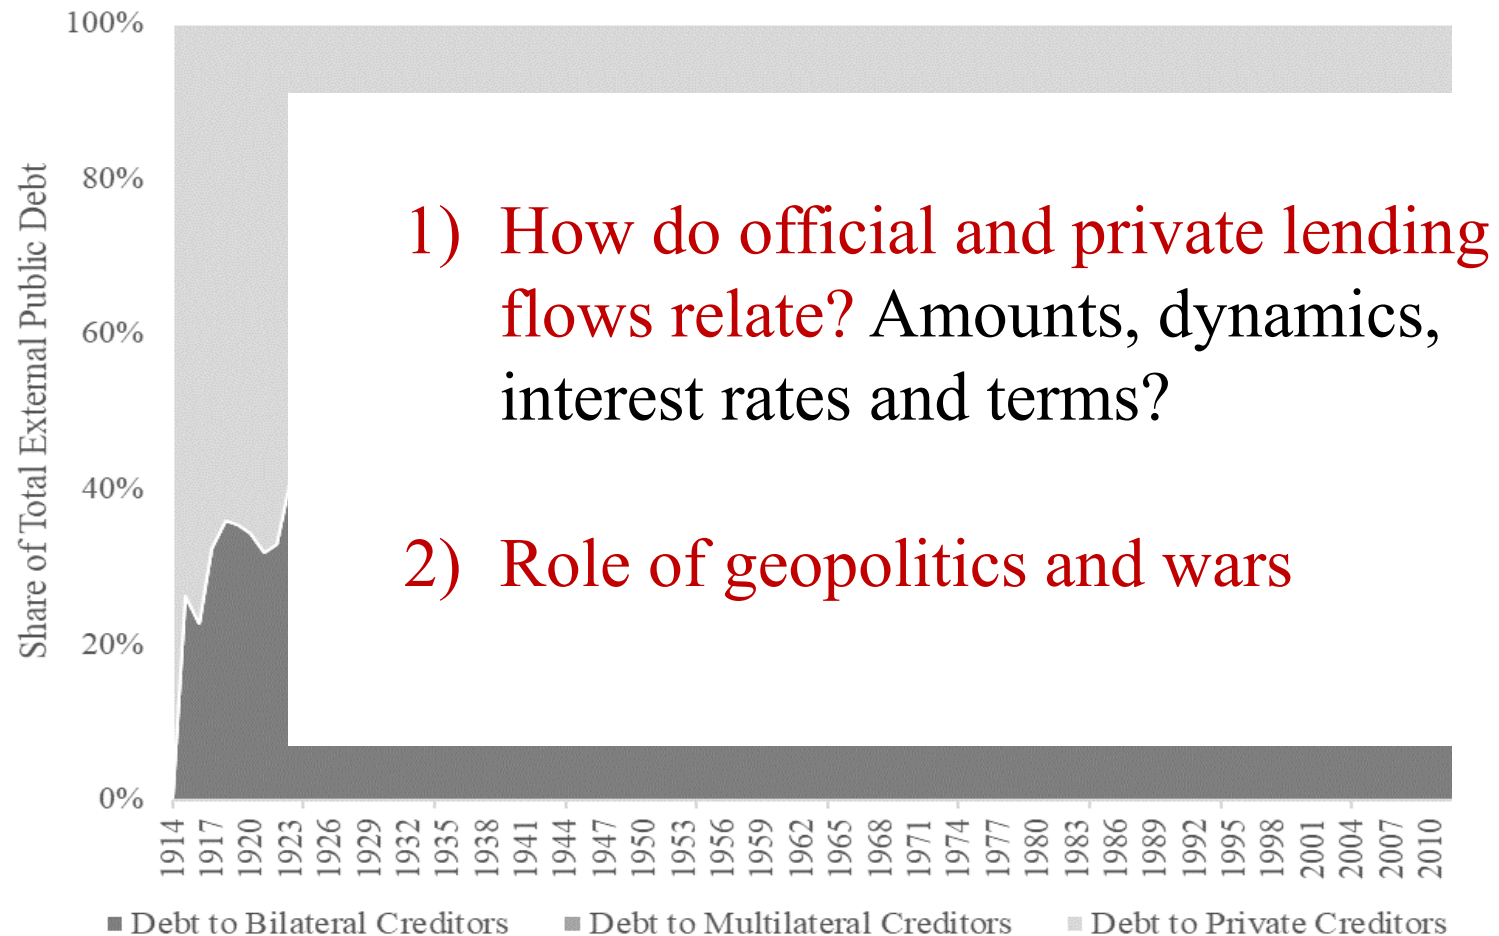 100%
80%
60%
40%
20%
0%
Share of Total External Public Debt
1) How do official and private lending
flows relate? Amounts, dynamics,
interest rates and terms?
2) Role of geopolitics and wars
1914 1917 1920 1923 1926 1929 1932 1935 1938 1941 1944 1947 1950 1953 1956 1959 1962 1965 1968 1971 1974 1977 1980 1983 1986 1989 1992 1995 1998 2001 2004 2007 2010
Debt to Bilateral Creditors Debt to Multilateral Creditors Debt to Private Creditors